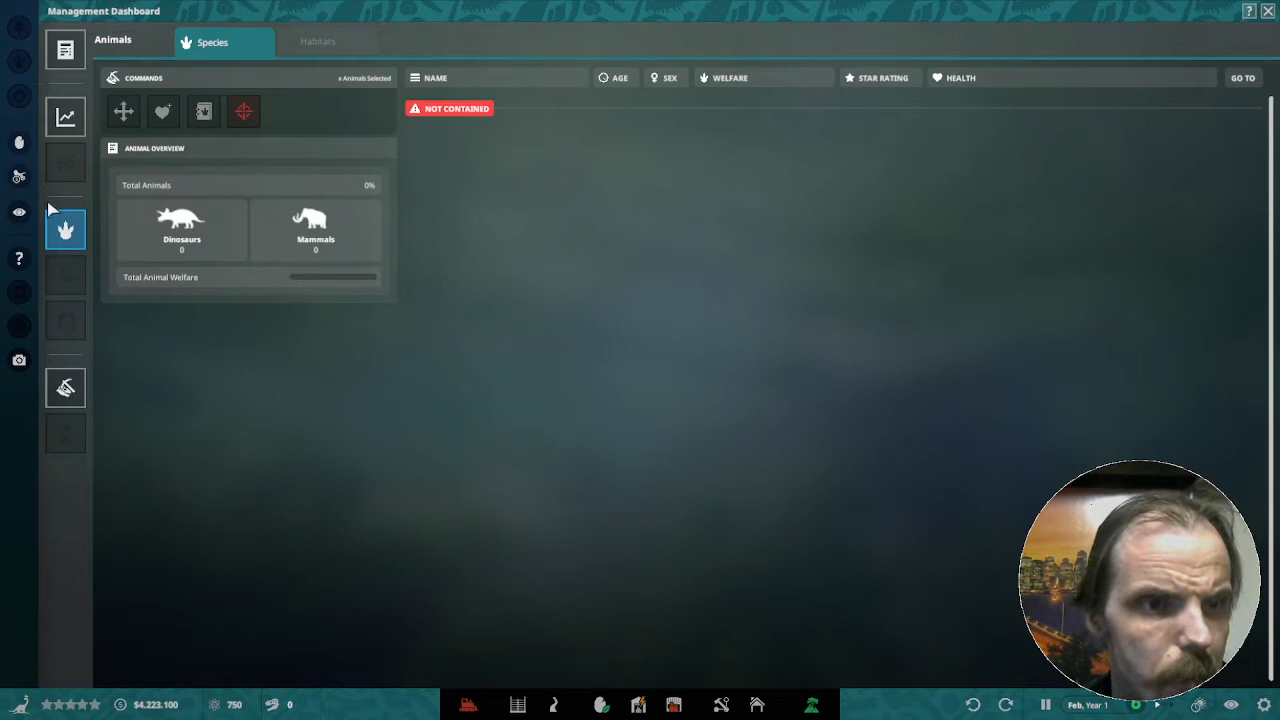 Management Dashboard
?
Animals
Species
Habitats
COMMANDS
x Animals Selected
NAME
AGE
SEX
WELFARE
STAR RATING
HEALTH
GO TO
NOT CONTAINED
ANIMAL OVERVIEW
Total Animals
0%
Dinosaurs
0
Mammals
0
Total Animal Welfare
?
$4.223.100
750
0
Feb, Year 1